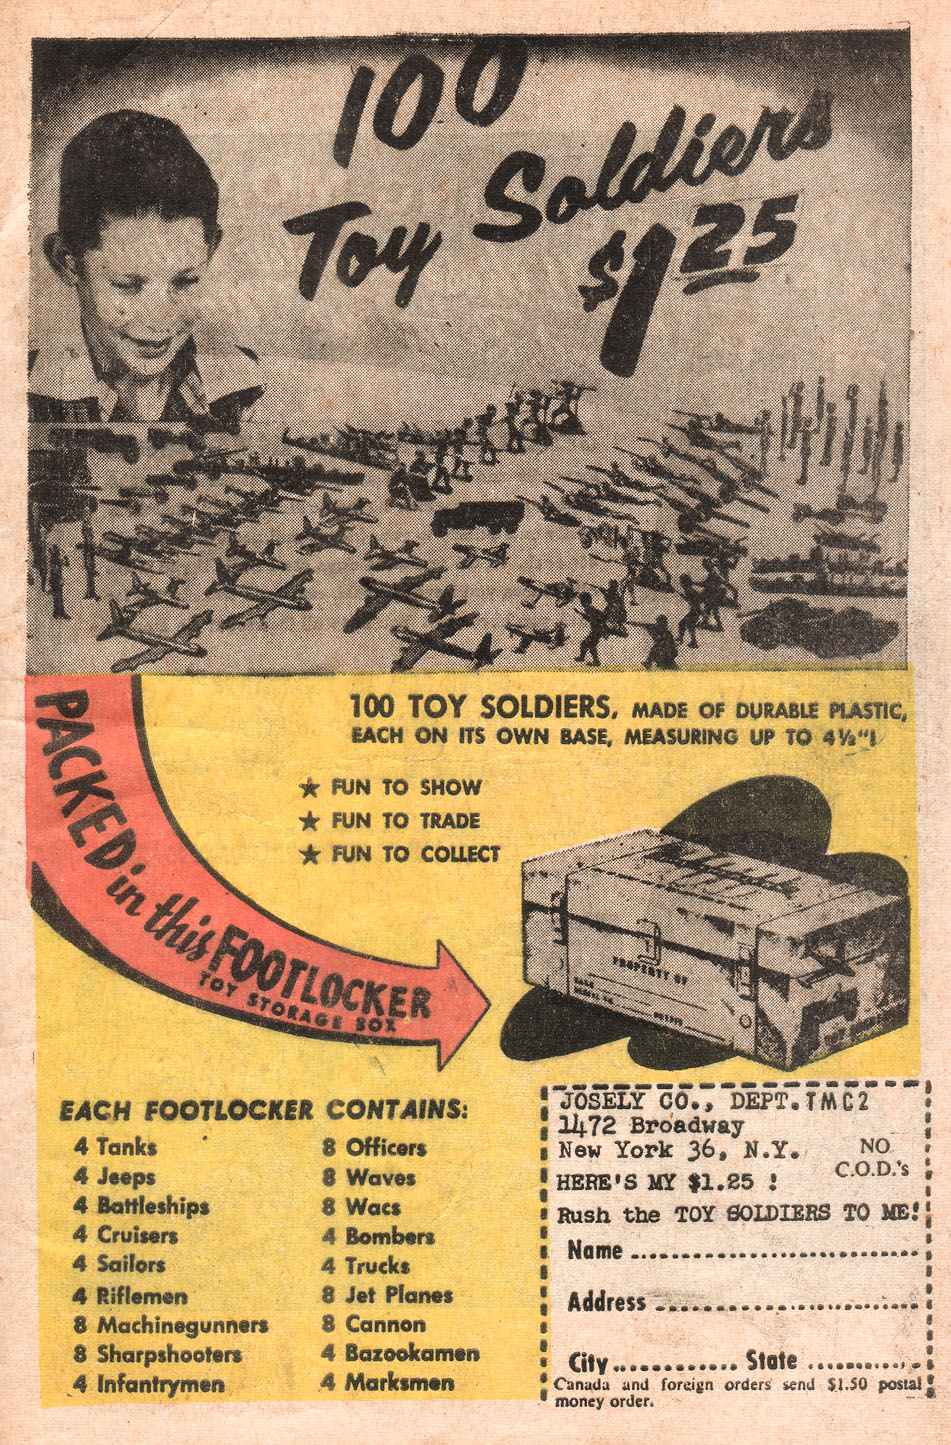 100
Toy Soldiers
$1.25
100 TOY SOLDIERS, MADE OF DURABLE PLASTIC,
EACH ON ITS OWN BASE, MEASURING UP TO 4½"!
★ FUN TO SHOW
★ FUN TO TRADE
★ FUN TO COLLECT
PACKED in this FOOTLOCKER
TOY STORAGE BOX
PROPERTY OF
EACH FOOTLOCKER CONTAINS:
4 Tanks
4 Jeeps
4 Battleships
4 Cruisers
4 Sailors
4 Riflemen
8 Machinegunners
8 Sharpshooters
4 Infantrymen
8 Officers
8 Waves
8 Wacs
4 Bombers
4 Trucks
8 Jet Planes
8 Cannon
4 Bazookamen
4 Marksmen
JOSELY CO., DEPT. TMC2
1472 Broadway
New York 36, N.Y.
NO
C.O.D.'s
HERE'S MY $1.25 !
Rush the TOY SOLDIERS TO ME!
Name
Address
City State
Canada and foreign orders send $1.50 postal
money order.